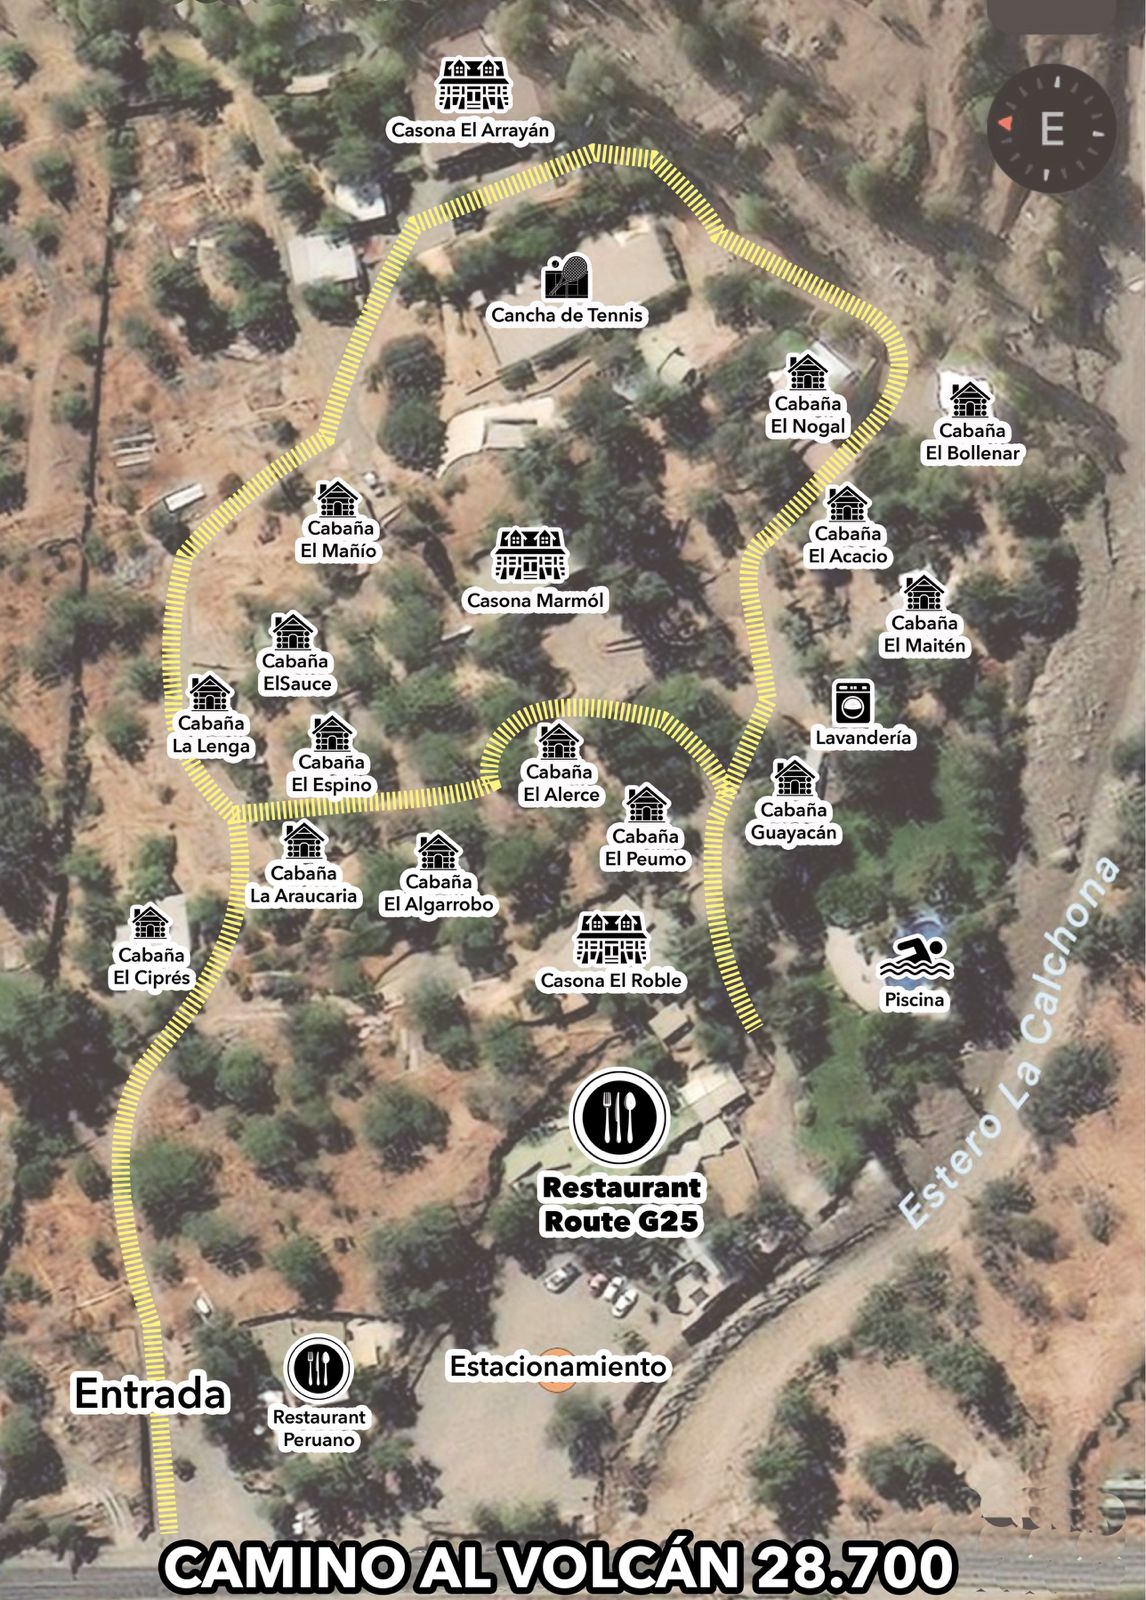 Casona El Arrayán
E
Cancha de Tennis
Cabaña
El Nogal
Cabaña
El Bollenar
Cabaña
El Mañío
Cabaña
El Acacio
Casona Marmól
Cabaña
El Maitén
Cabaña
ElSauce
Cabaña
La Lenga
Lavandería
Cabaña
El Espino
Cabaña
El Alerce
Cabaña
Guayacán
Cabaña
El Peumo
Cabaña
La Araucaria
Cabaña
El Algarrobo
Cabaña
El Ciprés
Casona El Roble
Piscina
Estero La Calchona
Restaurant
Route G25
Estacionamiento
Entrada
Restaurant
Peruano
CAMINO AL VOLCÁN 28.700